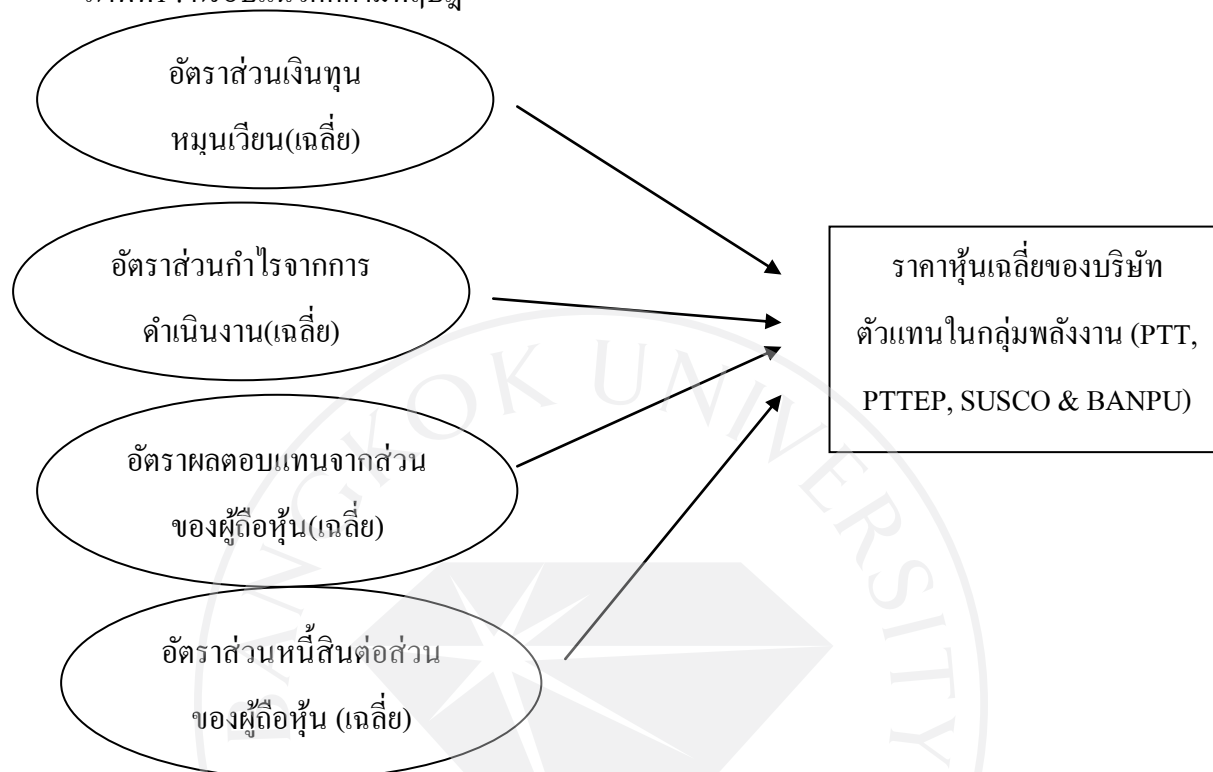 อัตราส่วนเงินทุน
หมุนเวียน(เฉลี่ย)
อัตราส่วนกำไรจากการ
ดำเนินงาน(เฉลี่ย)
อัตราผลตอบแทนจากส่วน
ของผู้ถือหุ้น(เฉลี่ย)
อัตราส่วนหนี้สินต่อส่วน
ของผู้ถือหุ้น (เฉลี่ย)
ราคาหุ้นเฉลี่ยของบริษัท
ตัวแทนในกลุ่มพลังงาน (PTT,
PTTEP, SUSCO & BANPU)
BANGKOK UNIVERSITY